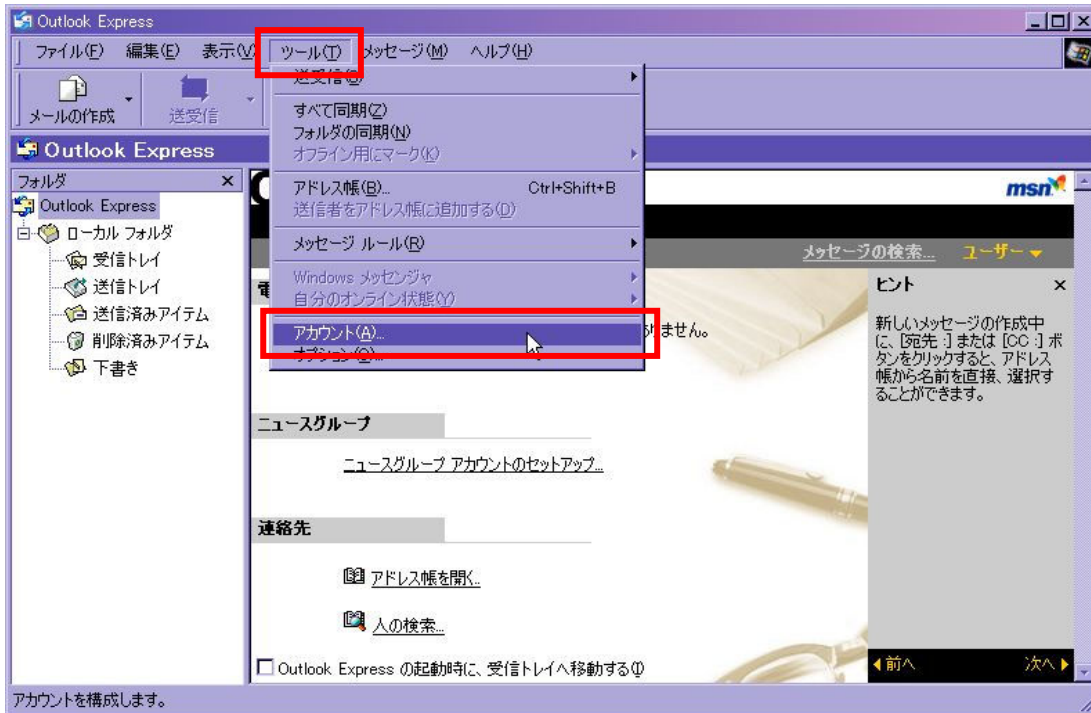 Outlook Express
ファイル(F) 編集(E) 表示(V) ツール(T) メッセージ(M) ヘルプ(H)
送受信(S)
メールの作成 送受信
すべて同期(Z)
フォルダの同期(N)
オフライン用にマーク(K)
アドレス帳(B)... Ctrl+Shift+B
送信者をアドレス帳に追加する(D)
メッセージ ルール(R)
Windows メッセンジャ
自分のオンライン状態(Y)
アカウント(A)...
オプション(O)...
Outlook Express
フォルダ
Outlook Express
ローカル フォルダ
受信トレイ
送信トレイ
送信済みアイテム
削除済みアイテム
下書き
msn
メッセージの検索... ユーザー
電
ありません。
ニュースグループ
ニュースグループ アカウントのセットアップ...
連絡先
アドレス帳を開く...
人の検索...
Outlook Express の起動時に、受信トレイへ移動する(I)
ヒント
新しいメッセージの作成中
に、[宛先 :] または [CC :] ボ
タンをクリックすると、アドレス
帳から名前を直接、選択す
ることができます。
前へ 次へ
アカウントを構成します。